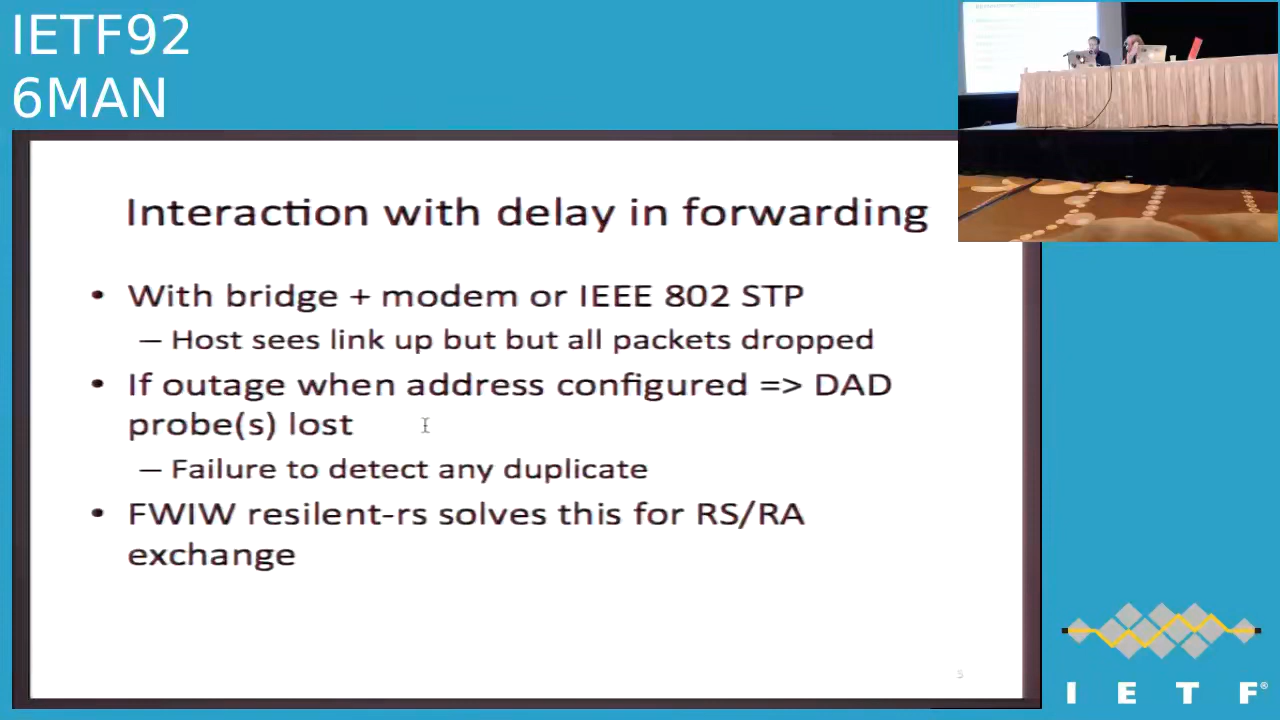 IETF92
6MAN
Interaction with delay in forwarding
• With bridge + modem or IEEE 802 STP
– Host sees link up but but all packets dropped
• If outage when address configured => DAD
probe(s) lost
– Failure to detect any duplicate
• FWIW resilent-rs solves this for RS/RA
exchange
5
I E T F®